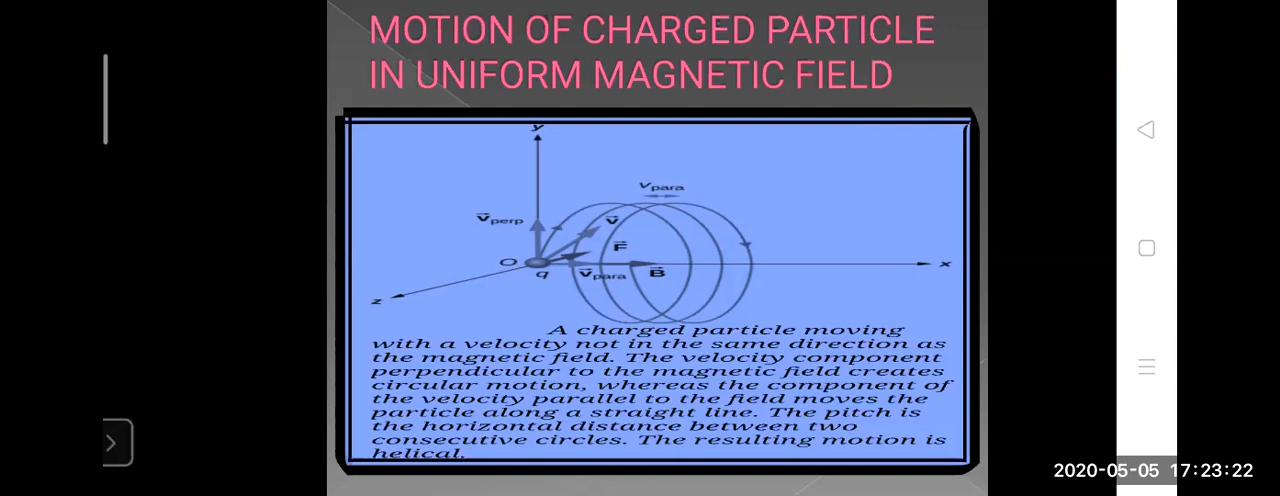 MOTION OF CHARGED PARTICLE
IN UNIFORM MAGNETIC FIELD
y
v para
v perp
v
F
O
q
v para
B
x
z
A charged particle moving
with a velocity not in the same direction as
the magnetic field. The velocity component
perpendicular to the magnetic field creates
circular motion, whereas the component of
the velocity parallel to the field moves the
particle along a straight line. The pitch is
the horizontal distance between two
consecutive circles. The resulting motion is
helical.
2020-05-05 17:23:22